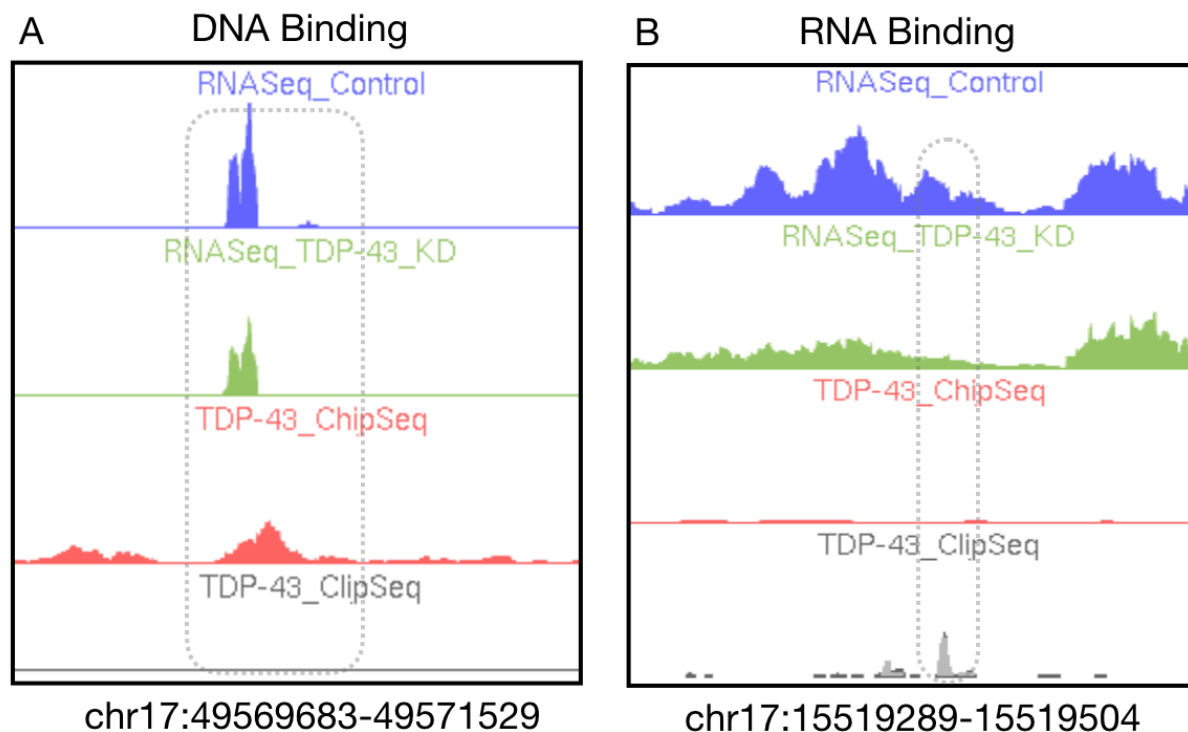 A
DNA Binding
RNASeq_Control
RNASeq_TDP-43_KD
TDP-43_ChipSeq
TDP-43_ClipSeq
chr17:49569683-49571529
B
RNA Binding
RNASeq_Control
RNASeq_TDP-43_KD
TDP-43_ChipSeq
TDP-43_ClipSeq
chr17:15519289-15519504